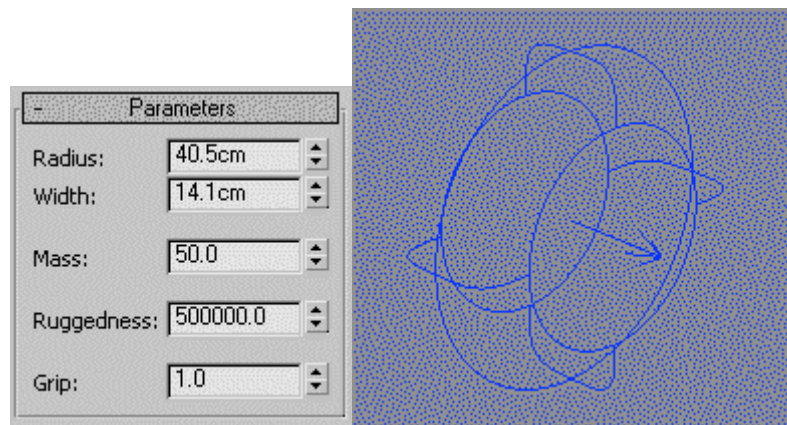 - Parameters
Radius: 40.5cm
Width: 14.1cm
Mass: 50.0
Ruggedness: 500000.0
Grip: 1.0